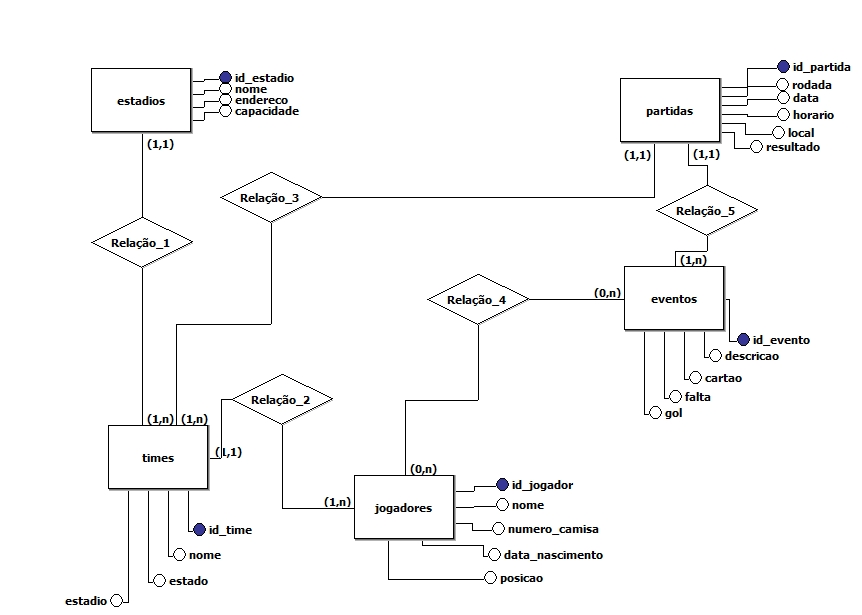 estadios
id_estadio
nome
endereco
capacidade
(1,1)
partidas
id_partida
rodada
data
horario
local
resultado
(1,1)
(1,1)
Relação_3
Relação_5
Relação_1
(1,n)
Relação_4
(0,n)
eventos
id_evento
descricao
cartao
falta
gol
Relação_2
(1,n)
(1,n)
(1,1)
times
id_time
nome
estado
estadio
(0,n)
(1,n)
jogadores
id_jogador
nome
numero_camisa
data_nascimento
posicao